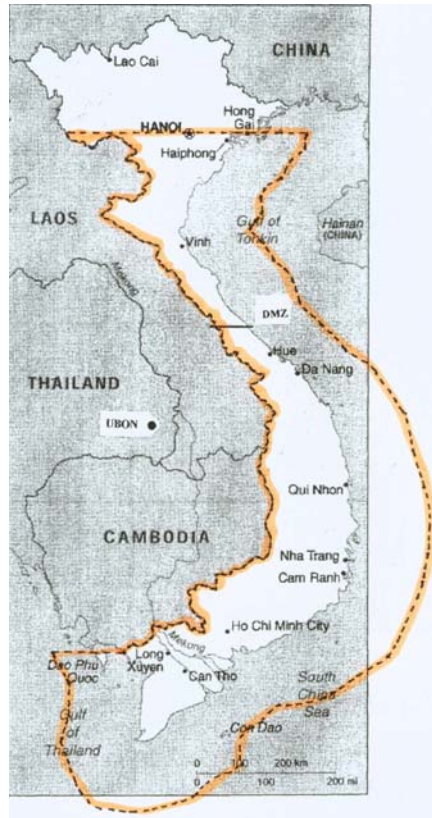 CHINA
Lao Cai
Hong
Gai
HANOI
Haiphong
LAOS
Gulf of
Tonkin
Hainan
(CHINA)
Vinh
Mekong
DMZ
Hue
Da Nang
THAILAND
UBON
Qui Nhon
CAMBODIA
Nha Trang
Cam Ranh
Ho Chi Minh City
Mekong
Long
Xuyen
Dao Phu
Quoc
Can Tho
South
China
Sea
Gulf
of
Thailand
Con Dao
0 100 200 km
0 100 200 mi